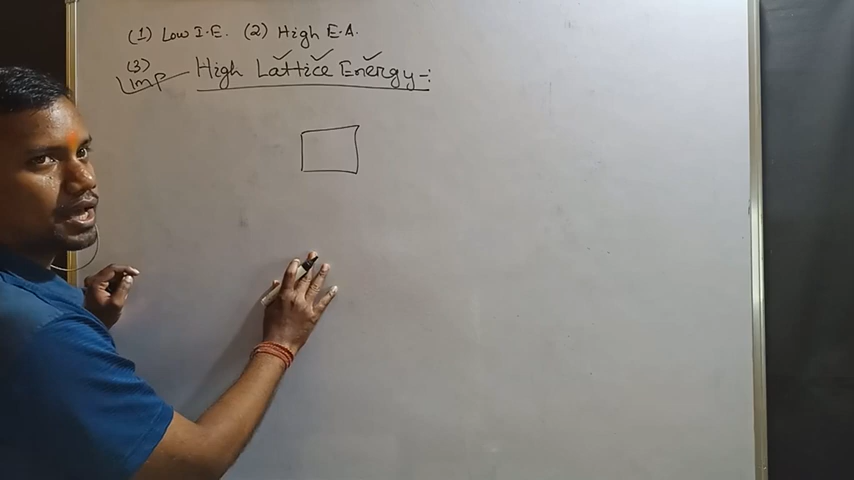 (1) Low I.E. (2) High E.A.
(3)
Imp High Lattice Energy-: